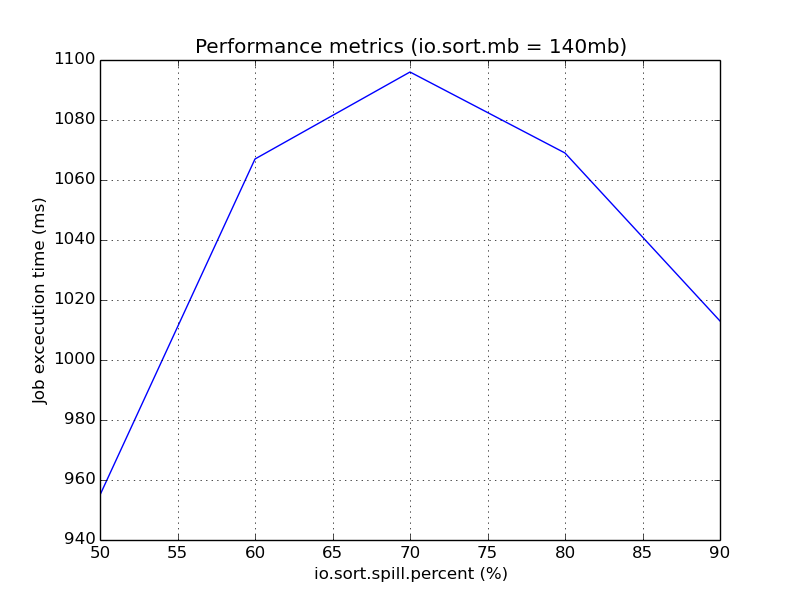 Performance metrics (io.sort.mb = 140mb)
Job excecution time (ms)
1100
1080
1060
1040
1020
1000
980
960
940
50 55 60 65 70 75 80 85 90
io.sort.spill.percent (%)